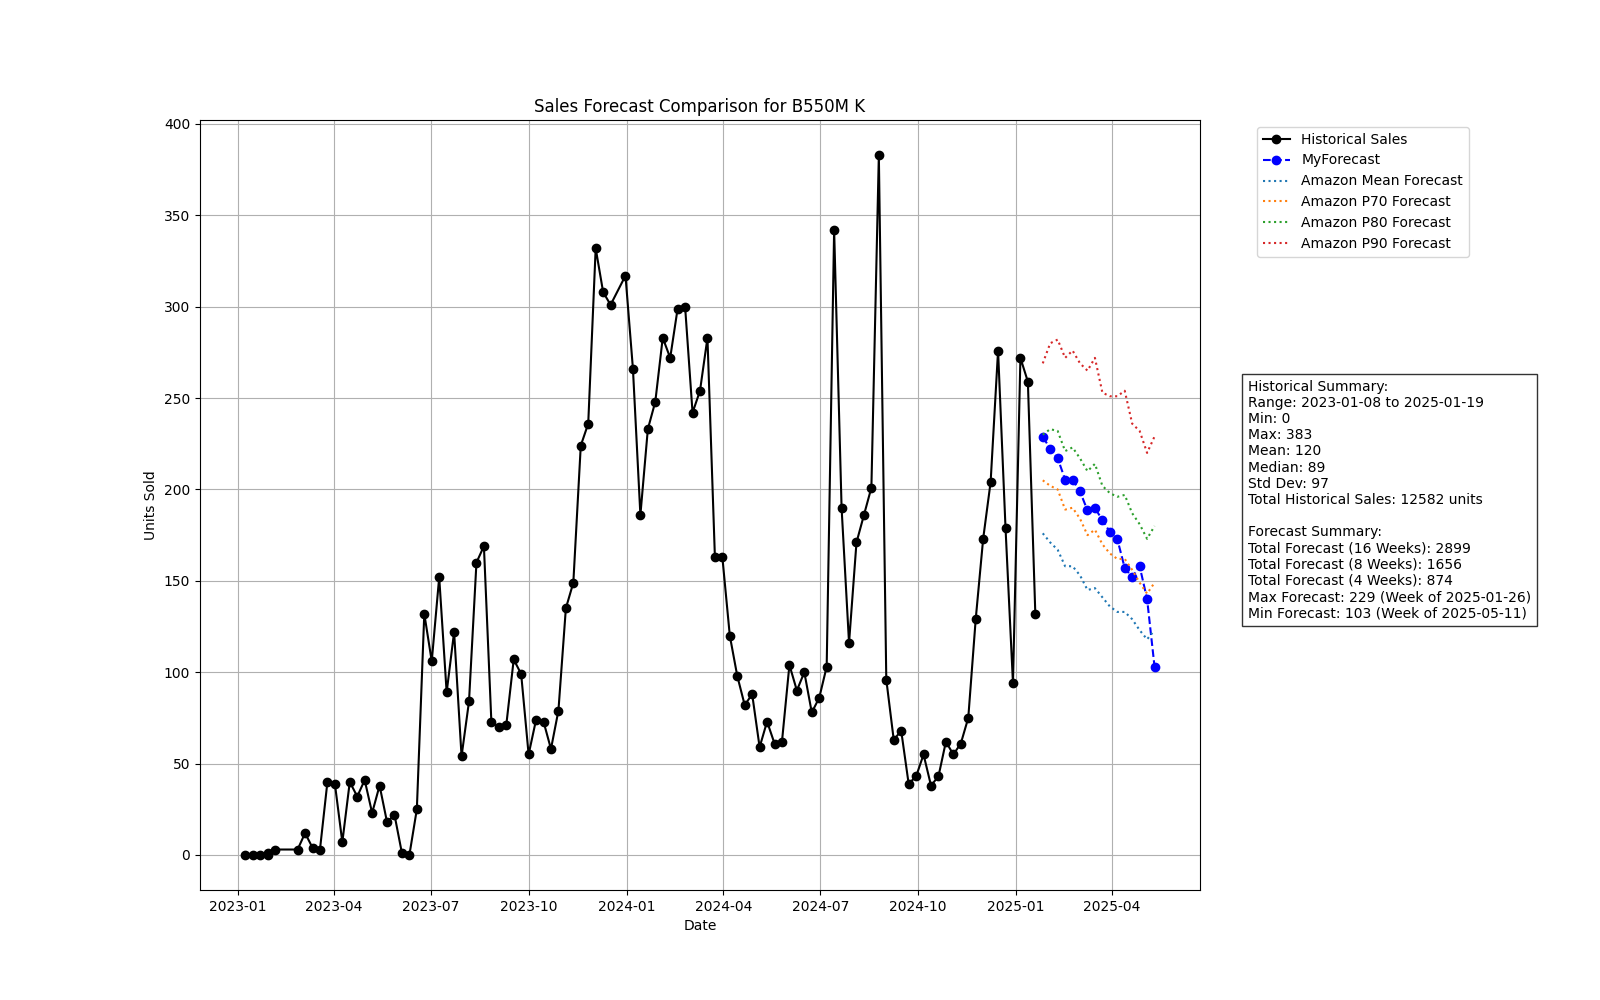 Sales Forecast Comparison for B550M K
400
350
300
250
200
150
100
50
0
Units Sold
2023-01 2023-04 2023-07 2023-10 2024-01 2024-04 2024-07 2024-10 2025-01 2025-04
Date
Historical Sales
MyForecast
Amazon Mean Forecast
Amazon P70 Forecast
Amazon P80 Forecast
Amazon P90 Forecast
Historical Summary:
Range: 2023-01-08 to 2025-01-19
Min: 0
Max: 383
Mean: 120
Median: 89
Std Dev: 97
Total Historical Sales: 12582 units
Forecast Summary:
Total Forecast (16 Weeks): 2899
Total Forecast (8 Weeks): 1656
Total Forecast (4 Weeks): 874
Max Forecast: 229 (Week of 2025-01-26)
Min Forecast: 103 (Week of 2025-05-11)